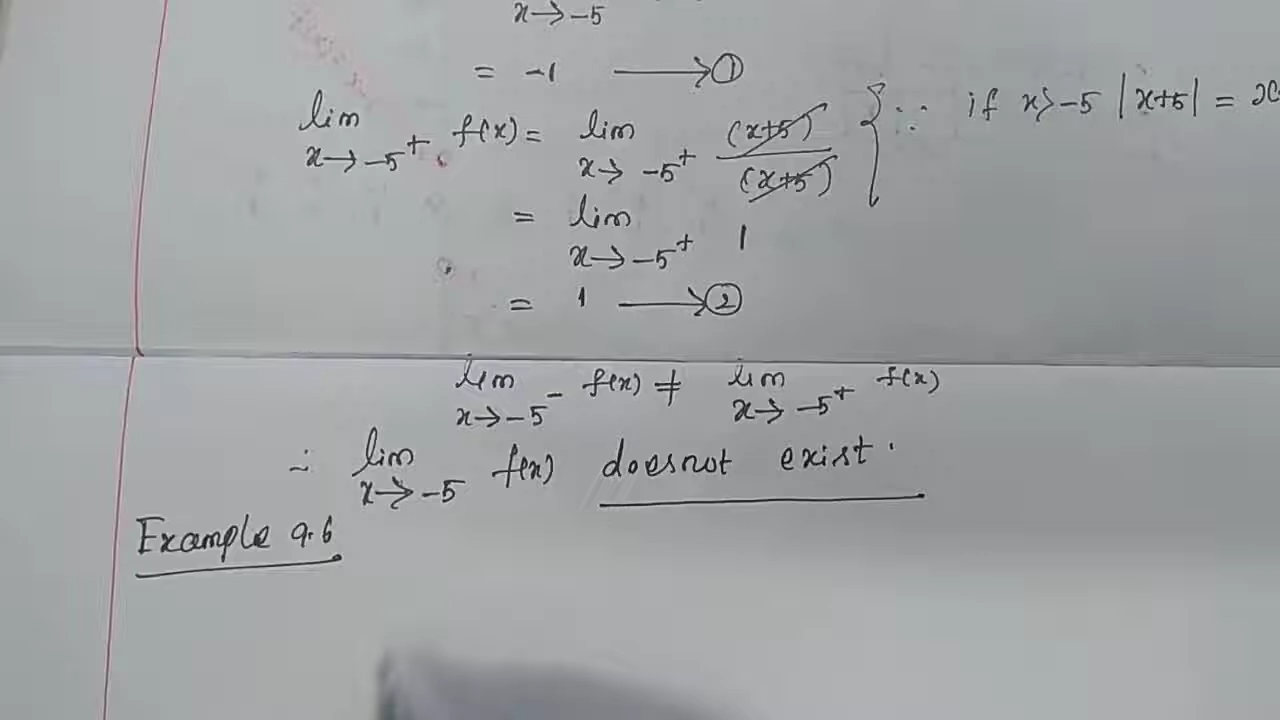 x→-5
= -1 ⟶ ①
lim x→-5⁺ f(x) = lim x→-5⁺ (x+5)/(x+5) { ∵ if x>-5 |x+5| = x
= lim x→-5⁺ 1
= 1 ⟶ ②
lim x→-5⁻ f(x) ≠ lim x→-5⁺ f(x)
∴ lim x→-5 f(x) doesnot exist.
Example 9.6